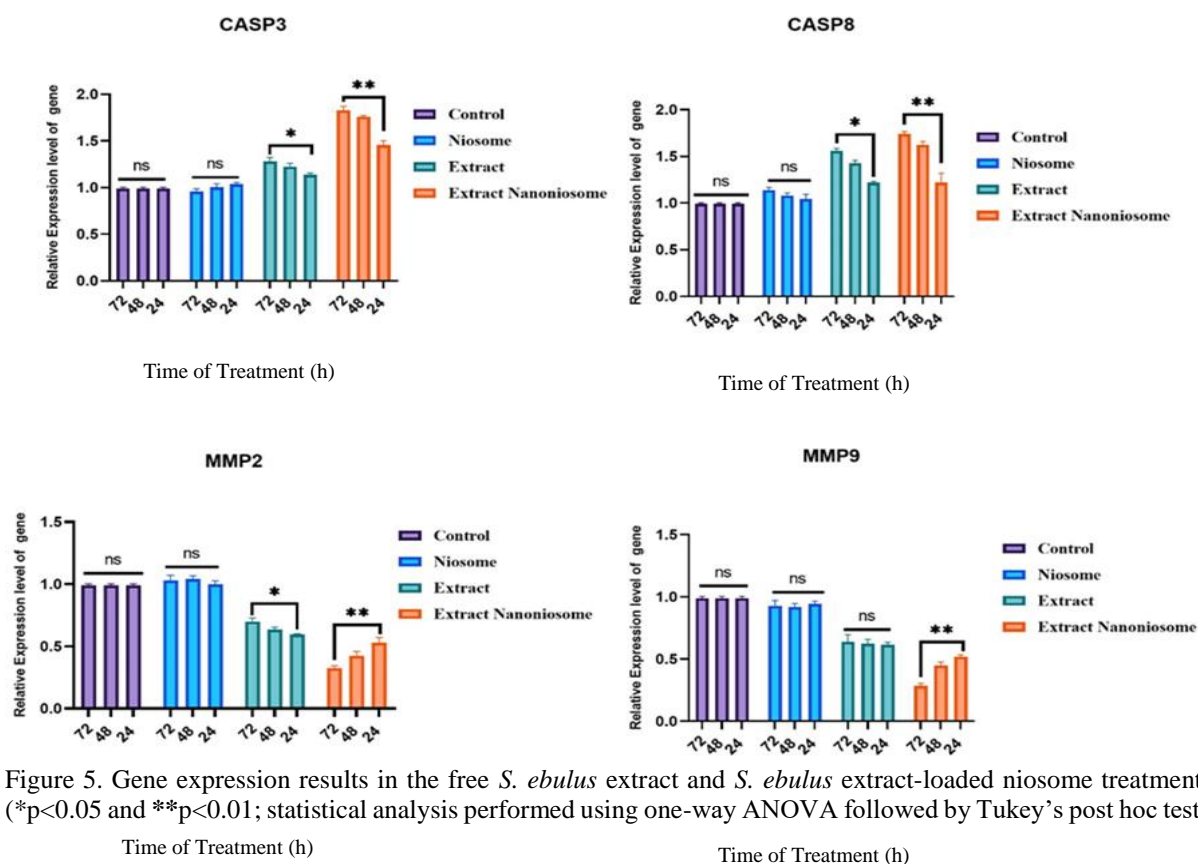 CASP3
Relative Expression level of gene
2.0
1.5
1.0
0.5
0.0
ns
ns
*
**
72 48 24 72 48 24 72 48 24 72 48 24
Control
Niosome
Extract
Extract Nanoniosome
Time of Treatment (h)
CASP8
Relative Expression level of gene
2.0
1.5
1.0
0.5
0.0
ns
ns
*
**
72 48 24 72 48 24 72 48 24 72 48 24
Control
Niosome
Extract
Extract Nanoniosome
Time of Treatment (h)
MMP2
Relative Expression level of gene
1.5
1.0
0.5
0.0
ns
ns
*
**
72 48 24 72 48 24 72 48 24 72 48 24
Control
Niosome
Extract
Extract Nanoniosome
MMP9
Relative Expression level of gene
1.5
1.0
0.5
0.0
ns
ns
ns
**
72 48 24 72 48 24 72 48 24 72 48 24
Control
Niosome
Extract
Extract Nanoniosome
Figure 5. Gene expression results in the free S. ebulus extract and S. ebulus extract-loaded niosome treatment
(*p<0.05 and **p<0.01; statistical analysis performed using one-way ANOVA followed by Tukey's post hoc test
Time of Treatment (h)
Time of Treatment (h)